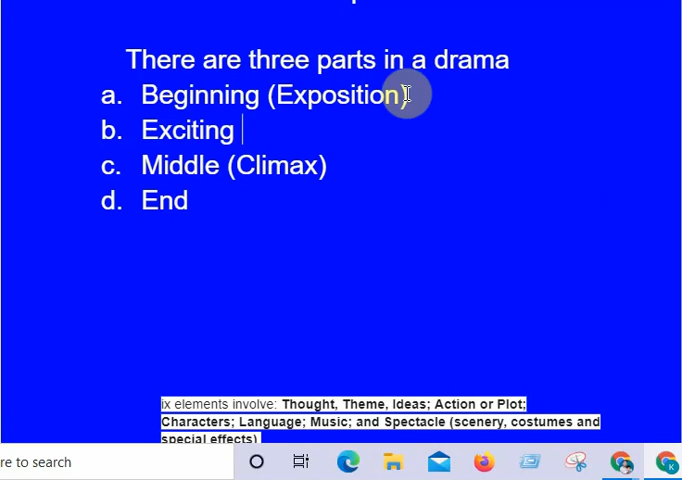 There are three parts in a drama
a. Beginning (Exposition)
b. Exciting
c. Middle (Climax)
d. End
ix elements involve: Thought, Theme, Ideas; Action or Plot;
Characters; Language; Music; and Spectacle (scenery, costumes and
special effects)
re to search